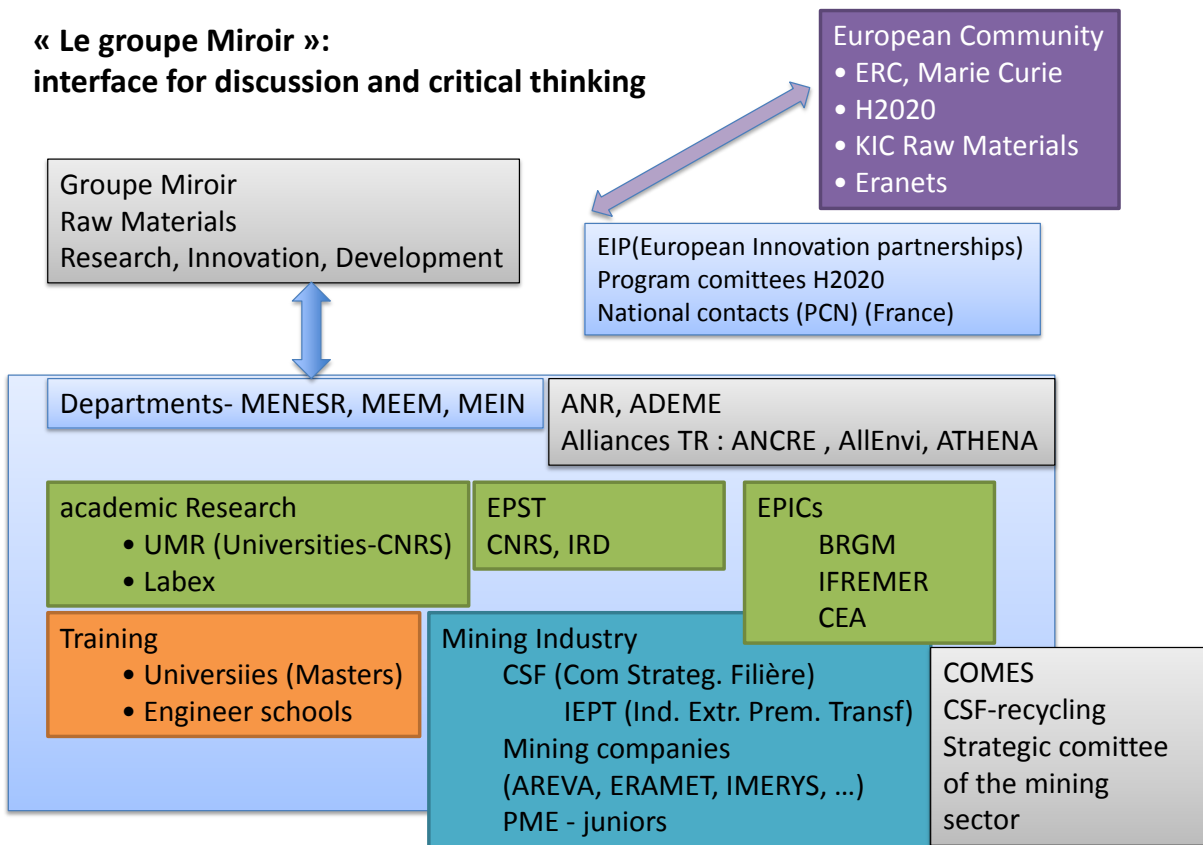 « Le groupe Miroir »:
interface for discussion and critical thinking
European Community
• ERC, Marie Curie
• H2020
• KIC Raw Materials
• Eranets
Groupe Miroir
Raw Materials
Research, Innovation, Development
EIP(European Innovation partnerships)
Program comittees H2020
National contacts (PCN) (France)
Departments- MENESR, MEEM, MEIN
ANR, ADEME
Alliances TR : ANCRE , AllEnvi, ATHENA
academic Research
• UMR (Universities-CNRS)
• Labex
EPST
CNRS, IRD
EPICs
BRGM
IFREMER
CEA
Training
• Universiies (Masters)
• Engineer schools
Mining Industry
CSF (Com Strateg. Filière)
IEPT (Ind. Extr. Prem. Transf)
Mining companies
(AREVA, ERAMET, IMERYS, …)
PME - juniors
COMES
CSF-recycling
Strategic comittee
of the mining
sector